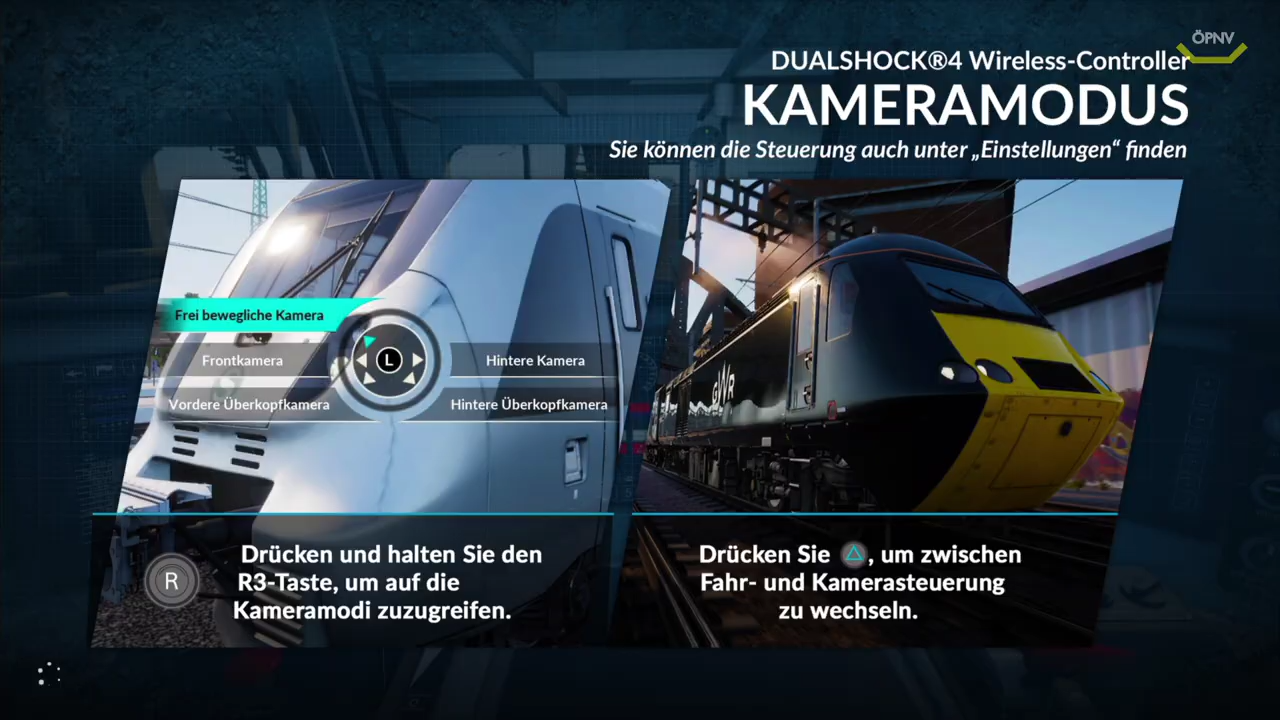 ÖPNV
DUALSHOCK®4 Wireless-Controller
KAMERAMODUS
Sie können die Steuerung auch unter „Einstellungen“ finden
Frei bewegliche Kamera
Frontkamera
Vordere Überkopfkamera
L
Hintere Kamera
Hintere Überkopfkamera
GWR
R
Drücken und halten Sie den
R3-Taste, um auf die
Kameramodi zuzugreifen.
Drücken Sie , um zwischen
Fahr- und Kamerasteuerung
zu wechseln.